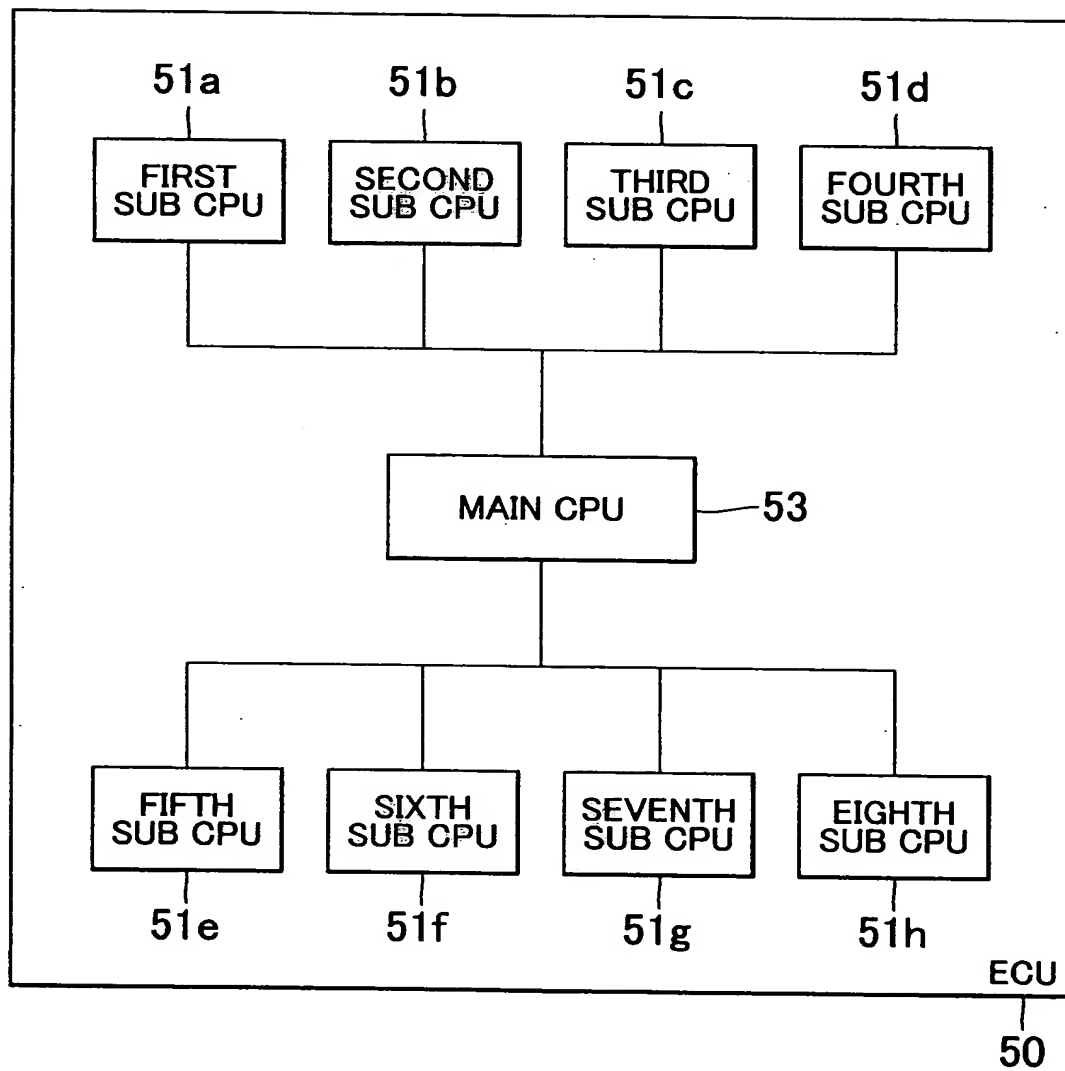 51a
51b
51c
51d
FIRST
SUB CPU
SECOND
SUB CPU
THIRD
SUB CPU
FOURTH
SUB CPU
MAIN CPU
53
FIFTH
SUB CPU
SIXTH
SUB CPU
SEVENTH
SUB CPU
EIGHTH
SUB CPU
51e
51f
51g
51h
ECU
50